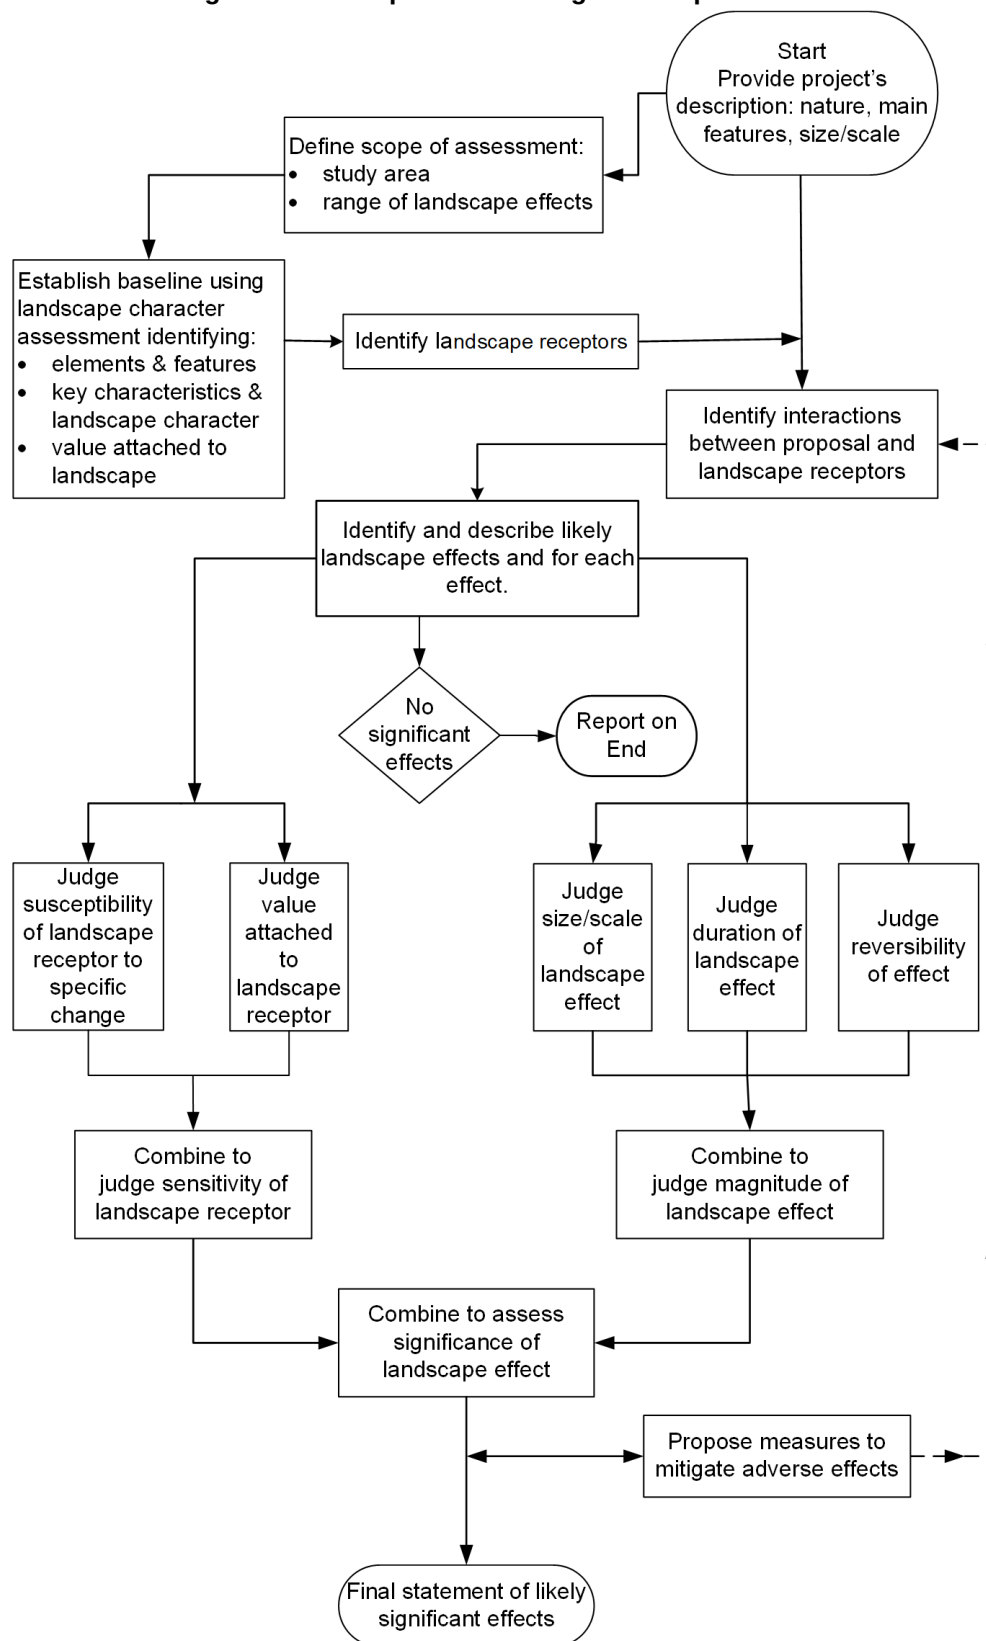 Start
Provide project's
description: nature, main
features, size/scale
Define scope of assessment:
• study area
• range of landscape effects
Establish baseline using
landscape character
assessment identifying:
• elements & features
• key characteristics &
landscape character
• value attached to
landscape
Identify landscape receptors
Identify interactions
between proposal and
landscape receptors
Identify and describe likely
landscape effects and for each
effect.
No
significant
effects
Report on
End
Judge
susceptibility
of landscape
receptor to
specific
change
Judge
value
attached
to
landscape
receptor
Judge
size/scale
of
landscape
effect
Judge
duration of
landscape
effect
Judge
reversibility
of effect
Combine to
judge sensitivity of
landscape receptor
Combine to
judge magnitude of
landscape effect
Combine to assess
significance of
landscape effect
Propose measures to
mitigate adverse effects
Final statement of likely
significant effects